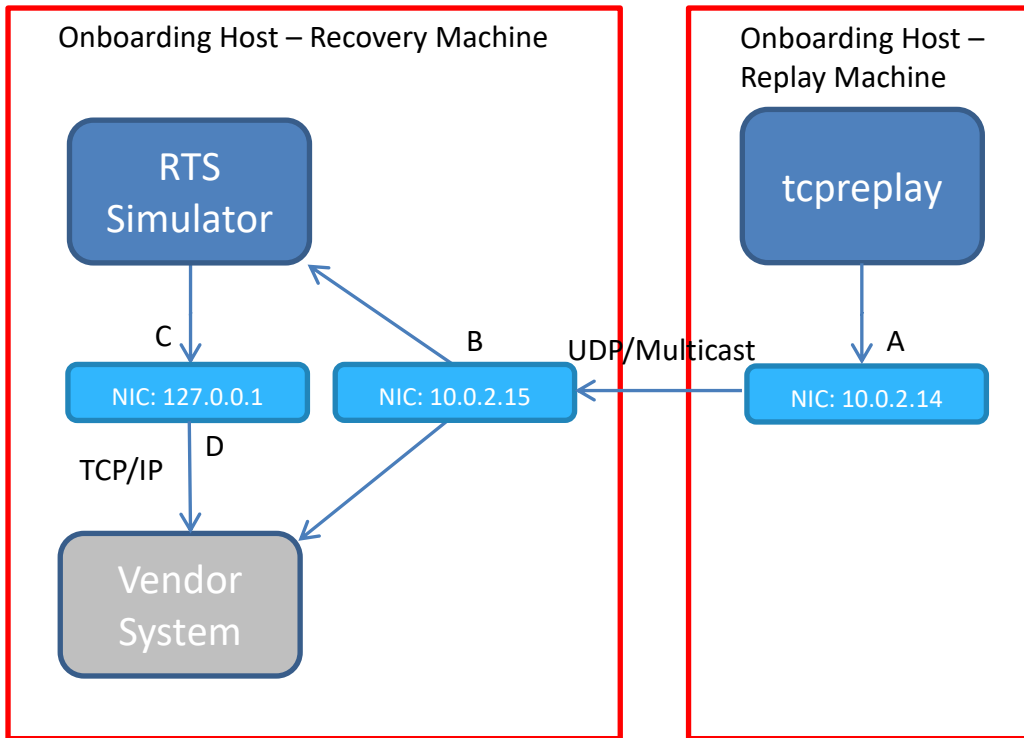 Onboarding Host – Recovery Machine
Onboarding Host –
Replay Machine
RTS
Simulator
tcpreplay
C
B
UDP/Multicast
A
NIC: 127.0.0.1
NIC: 10.0.2.15
NIC: 10.0.2.14
D
TCP/IP
Vendor
System